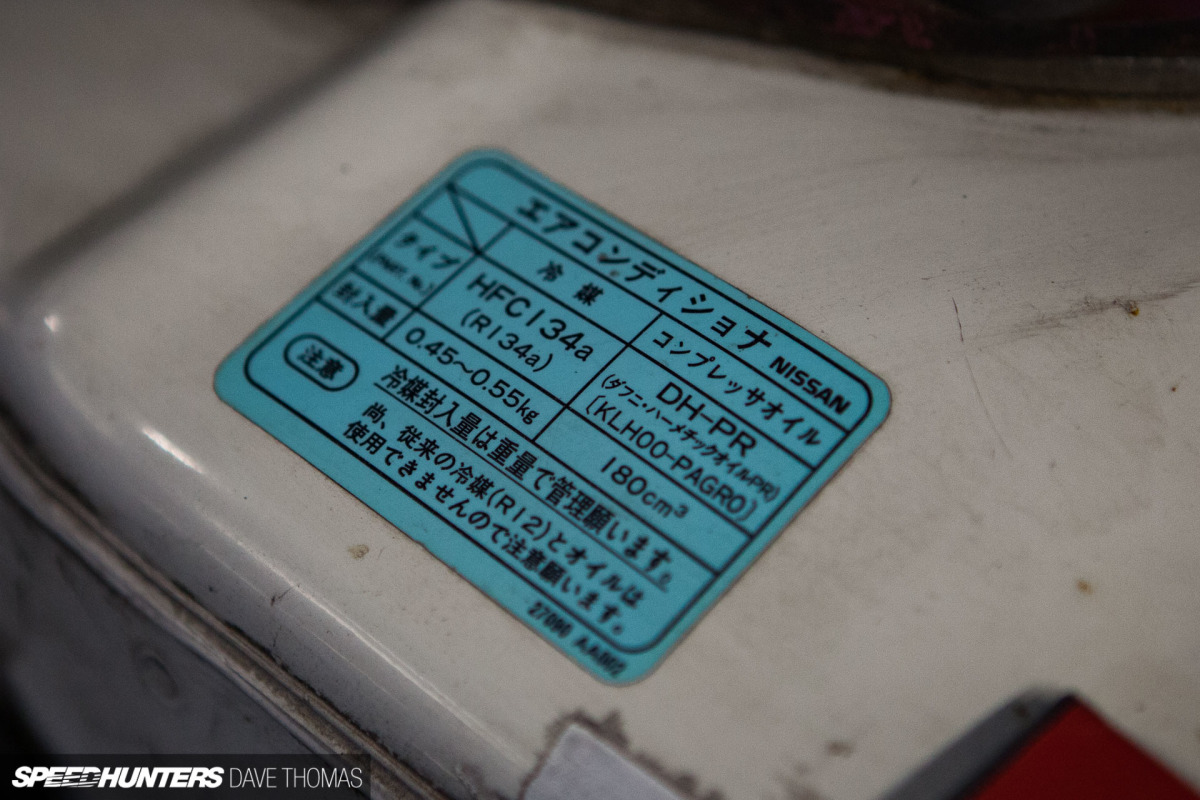 エアコンディショナ NISSAN
冷媒 コンプレッサオイル
タイプ HFC134a DH-PR
(PART. No.) (R134a) (ダフニ・ハーメチックオイルPR)
〔KLH00-PAGR0〕
封入量 0.45~0.55kg 180cm³
注意 冷媒封入量は重量で管理願います。
尚、従来の冷媒(R12)とオイルは
使用できませんので注意願います。
27090 AAB02
SPEEDHUNTERS DAVE THOMAS